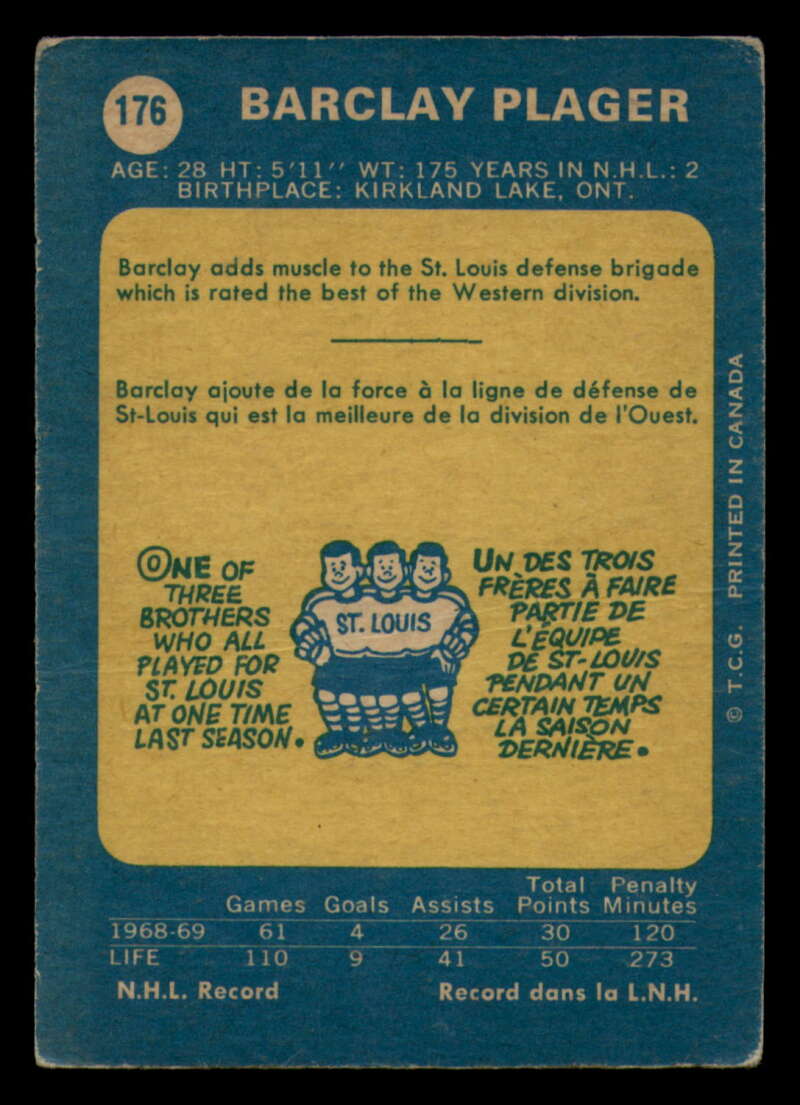 176
BARCLAY PLAGER
AGE: 28 HT: 5'11'' WT: 175 YEARS IN N.H.L.: 2
BIRTHPLACE: KIRKLAND LAKE, ONT.
Barclay adds muscle to the St. Louis defense brigade
which is rated the best of the Western division.
Barclay ajoute de la force à la ligne de défense de
St-Louis qui est la meilleure de la division de l'Ouest.
ONE OF
THREE
BROTHERS
WHO ALL
PLAYED FOR
ST. LOUIS
AT ONE TIME
LAST SEASON.
ST. LOUIS
UN DES TROIS
FRÈRES À FAIRE
PARTIE DE
L'ÉQUIPE
DE ST-LOUIS
PENDANT UN
CERTAIN TEMPS
LA SAISON
DERNIÈRE.
© T.C.G. PRINTED IN CANADA
Total Penalty
Games Goals Assists Points Minutes
1968-69 61 4 26 30 120
LIFE 110 9 41 50 273
N.H.L. Record Record dans la L.N.H.